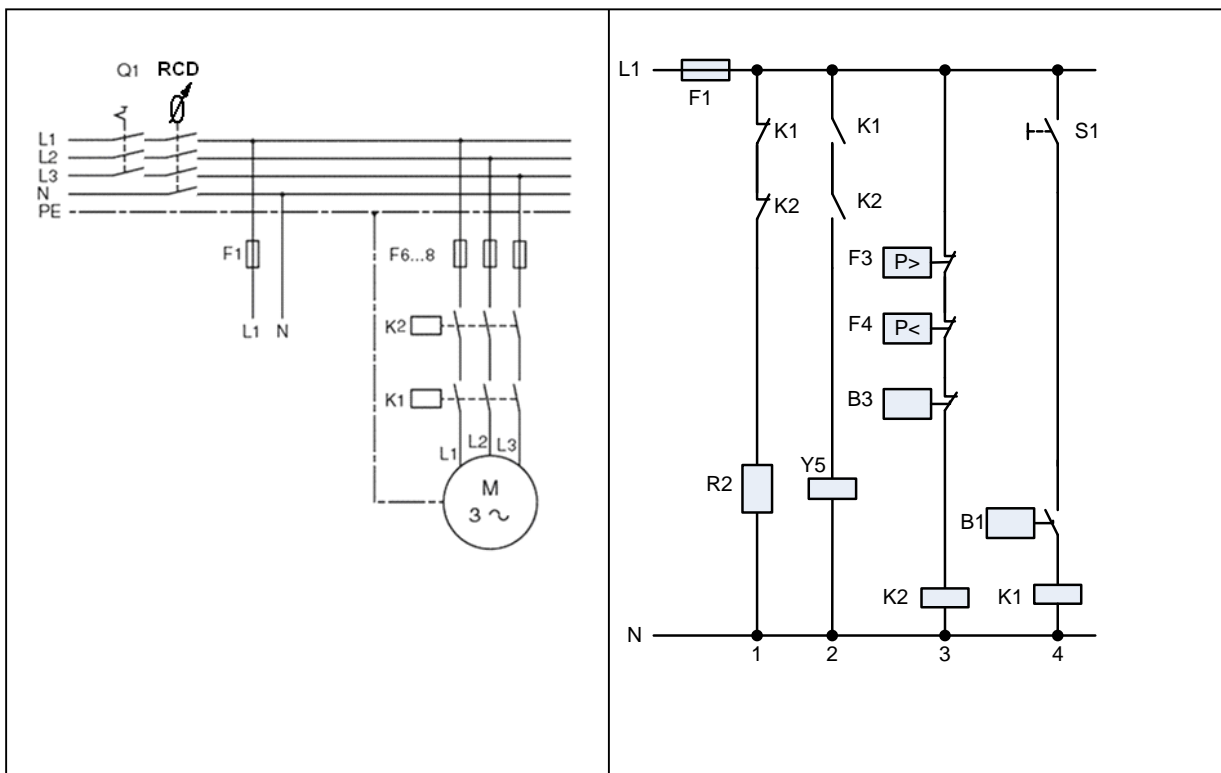 Q1 RCD
L1
L2
L3
N
PE
F1
F6...8
L1 N
K2
K1
L1 L2 L3
M
3 ~
L1
F1
K1 K1 S1
K2 K2
F3 P>
F4 P<
B3
R2 Y5
B1
K2 K1
N
1 2 3 4